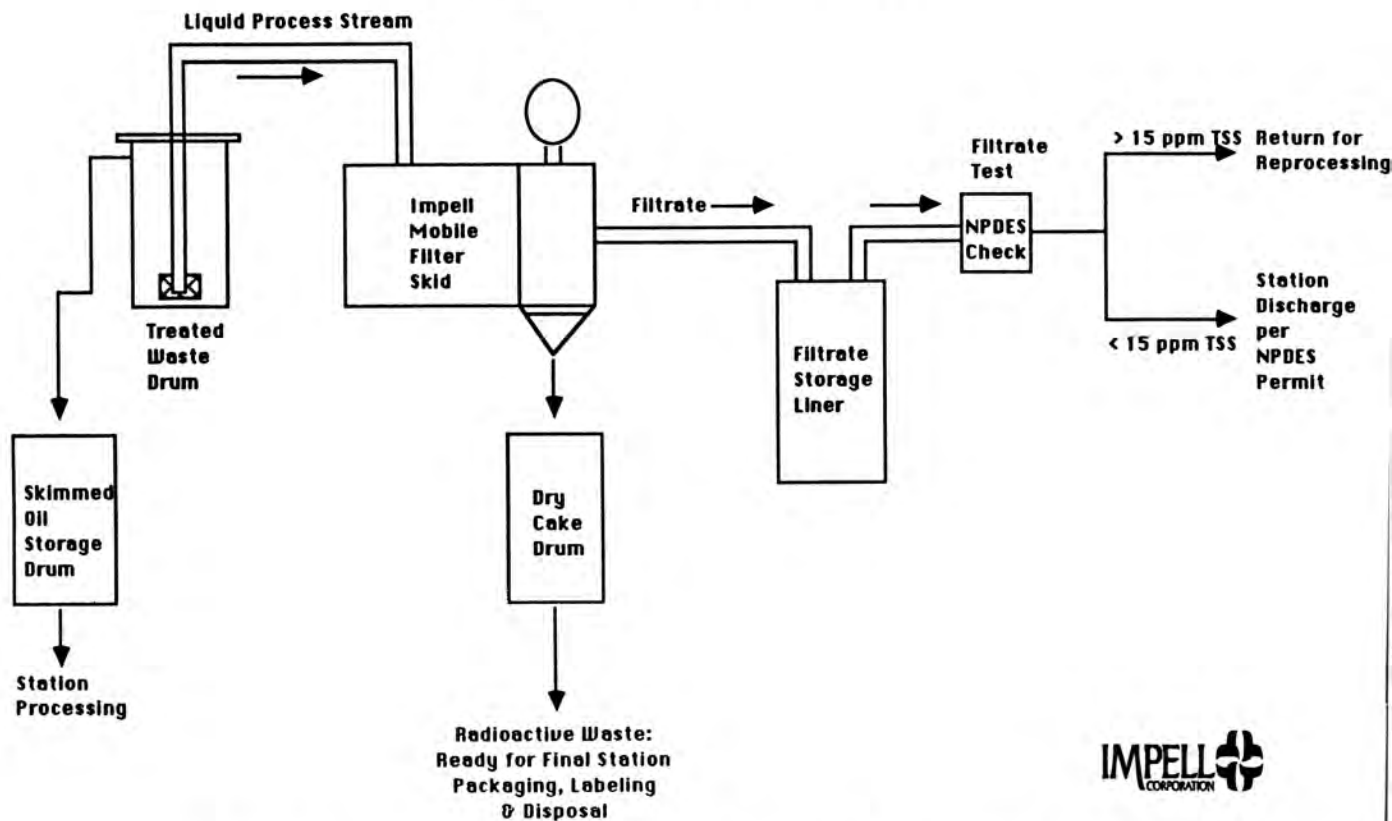 Liquid Process Stream
Treated
Waste
Drum
Skimmed
Oil
Storage
Drum
Station
Processing
Impell
Mobile
Filter
Skid
Dry
Cake
Drum
Radioactive Waste:
Ready for Final Station
Packaging, Labeling
& Disposal
Filtrate
Filtrate
Storage
Liner
Filtrate
Test
NPDES
Check
> 15 ppm TSS
Return for
Reprocessing
< 15 ppm TSS
Station
Discharge
per
NPDES
Permit
IMPELL
CORPORATION